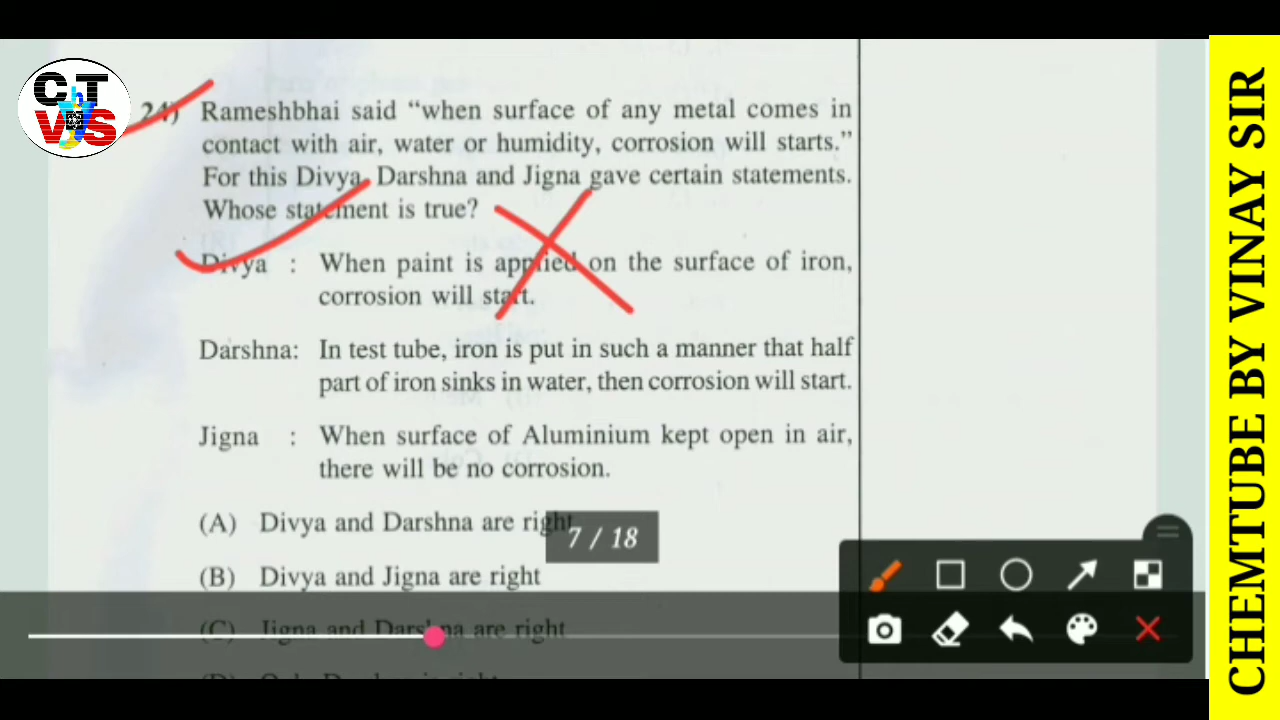 C T
V S
24) Rameshbhai said “when surface of any metal comes in
contact with air, water or humidity, corrosion will starts.”
For this Divya, Darshna and Jigna gave certain statements.
Whose statement is true?
Divya : When paint is applied on the surface of iron,
corrosion will start.
Darshna: In test tube, iron is put in such a manner that half
part of iron sinks in water, then corrosion will start.
Jigna : When surface of Aluminium kept open in air,
there will be no corrosion.
(A) Divya and Darshna are right
7 / 18
(B) Divya and Jigna are right
(C) Jigna and Darshna are right
(D) Only Darshna is right
CHEMTUBE BY VINAY SIR